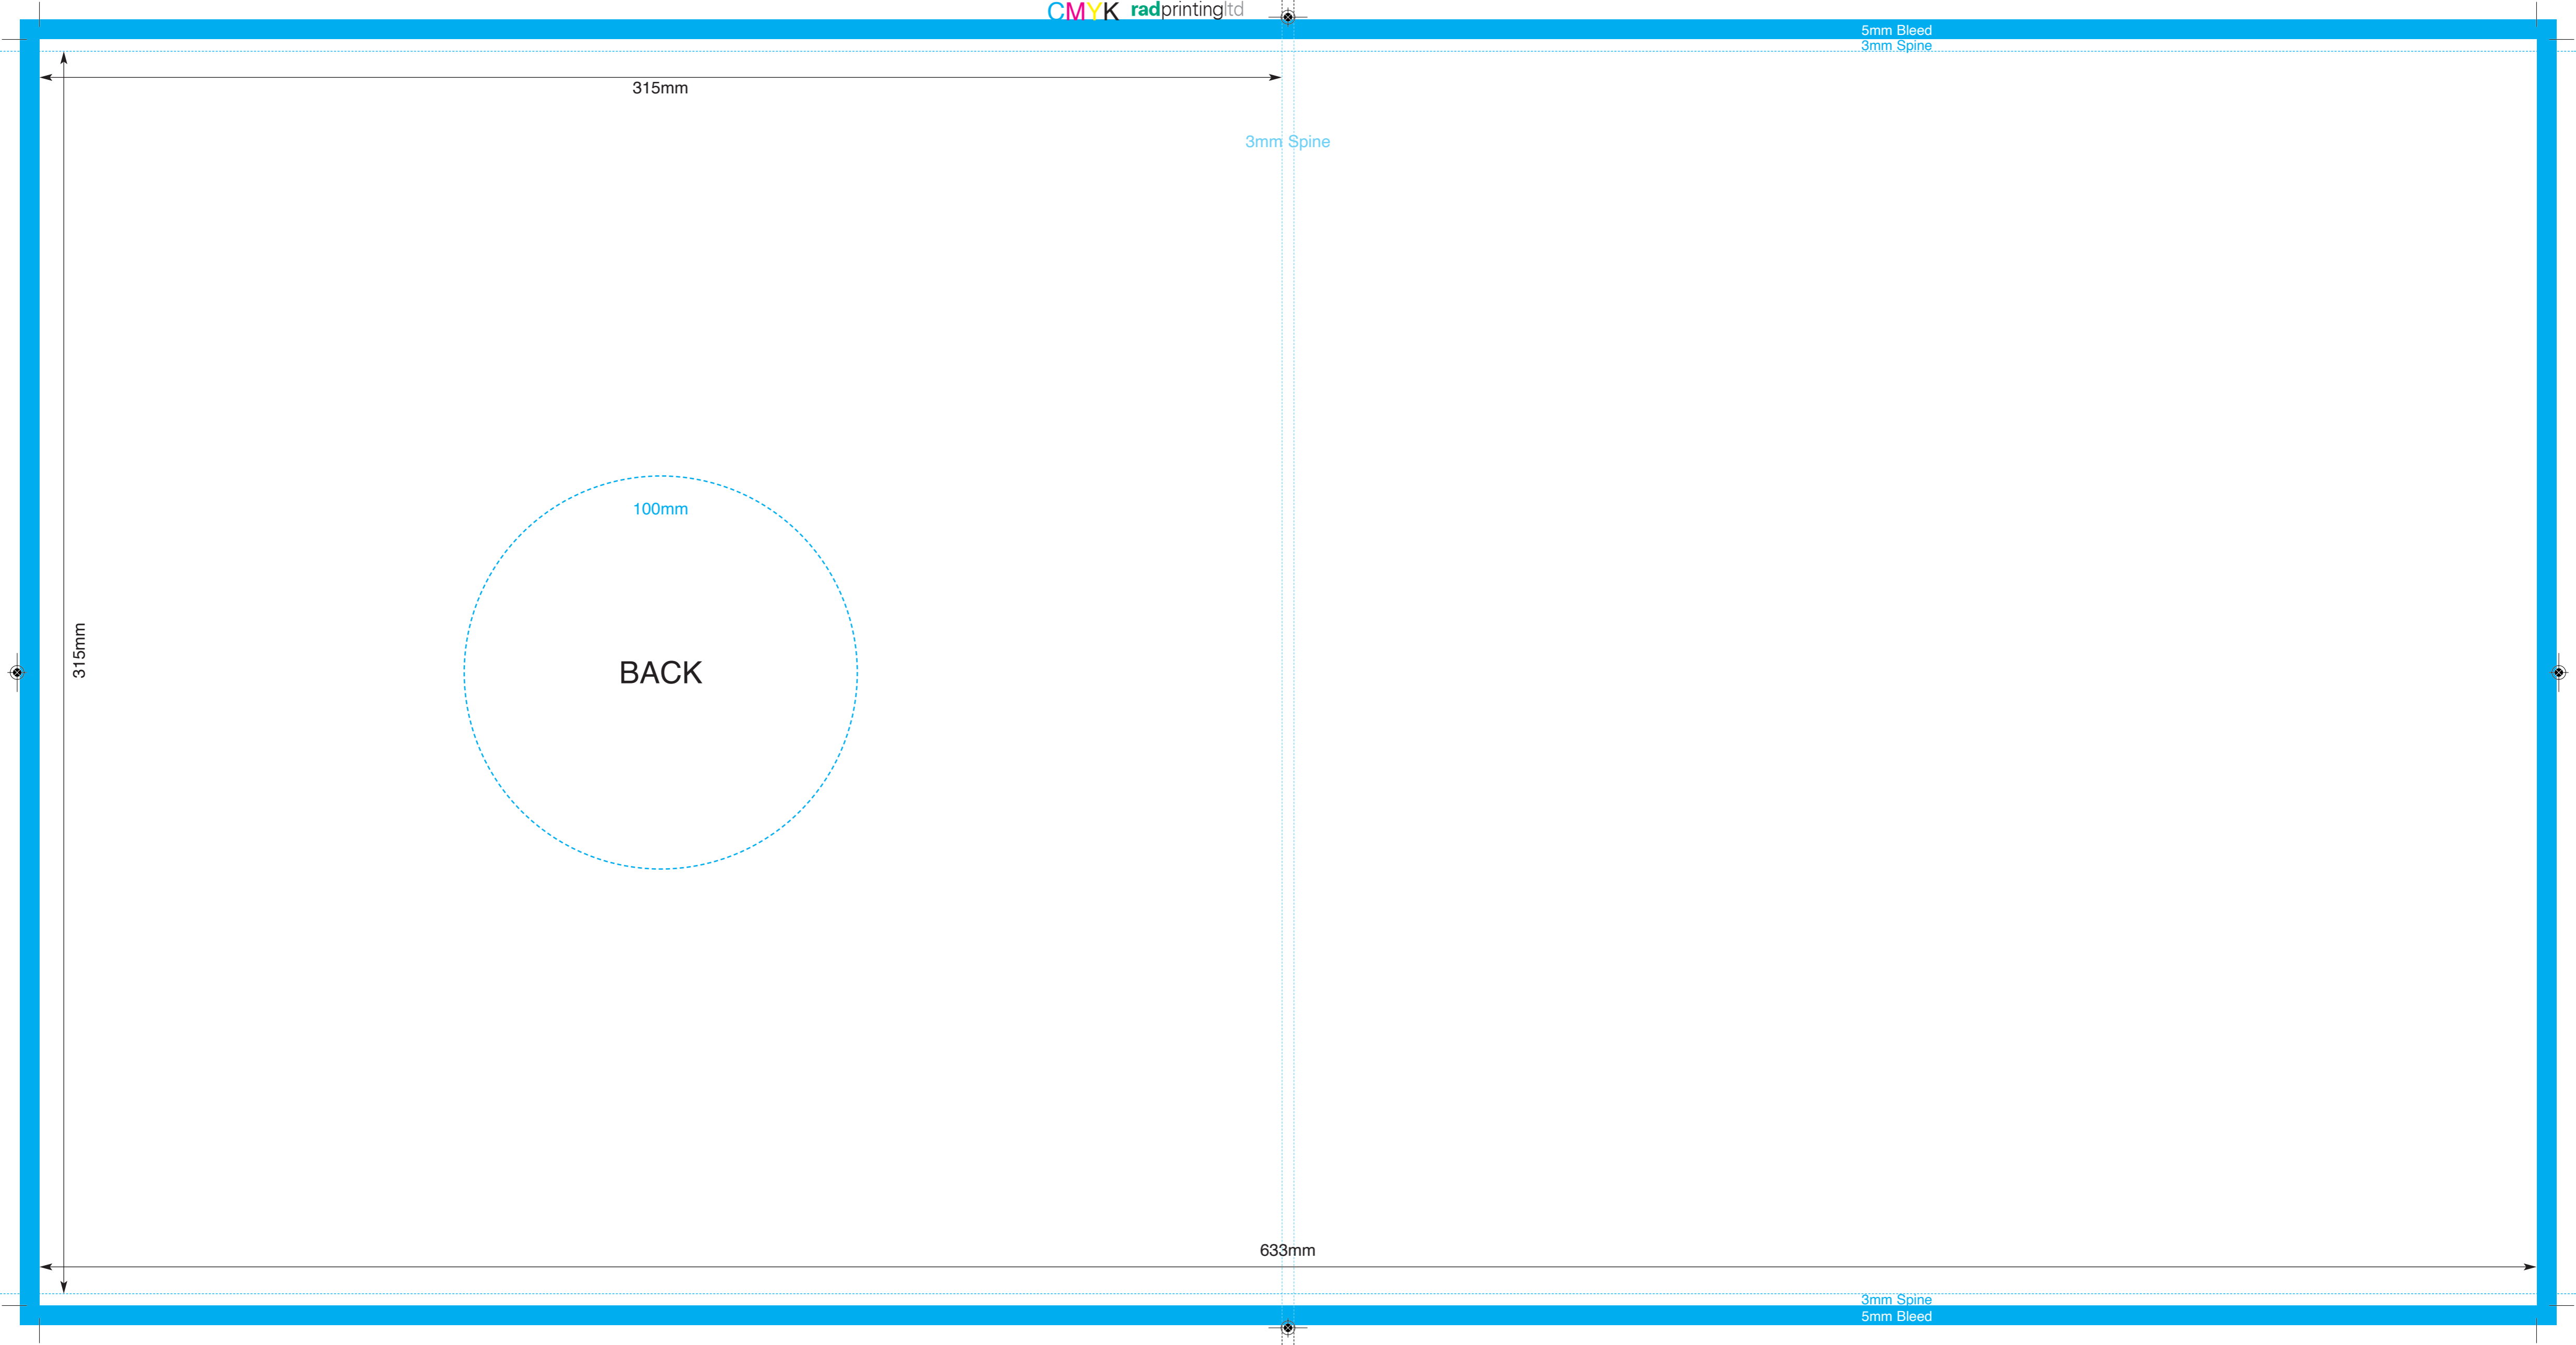 CMYK radprintingltd
5mm Bleed
3mm Spine
315mm
3mm Spine
100mm
315mm
BACK
633mm
3mm Spine
5mm Bleed